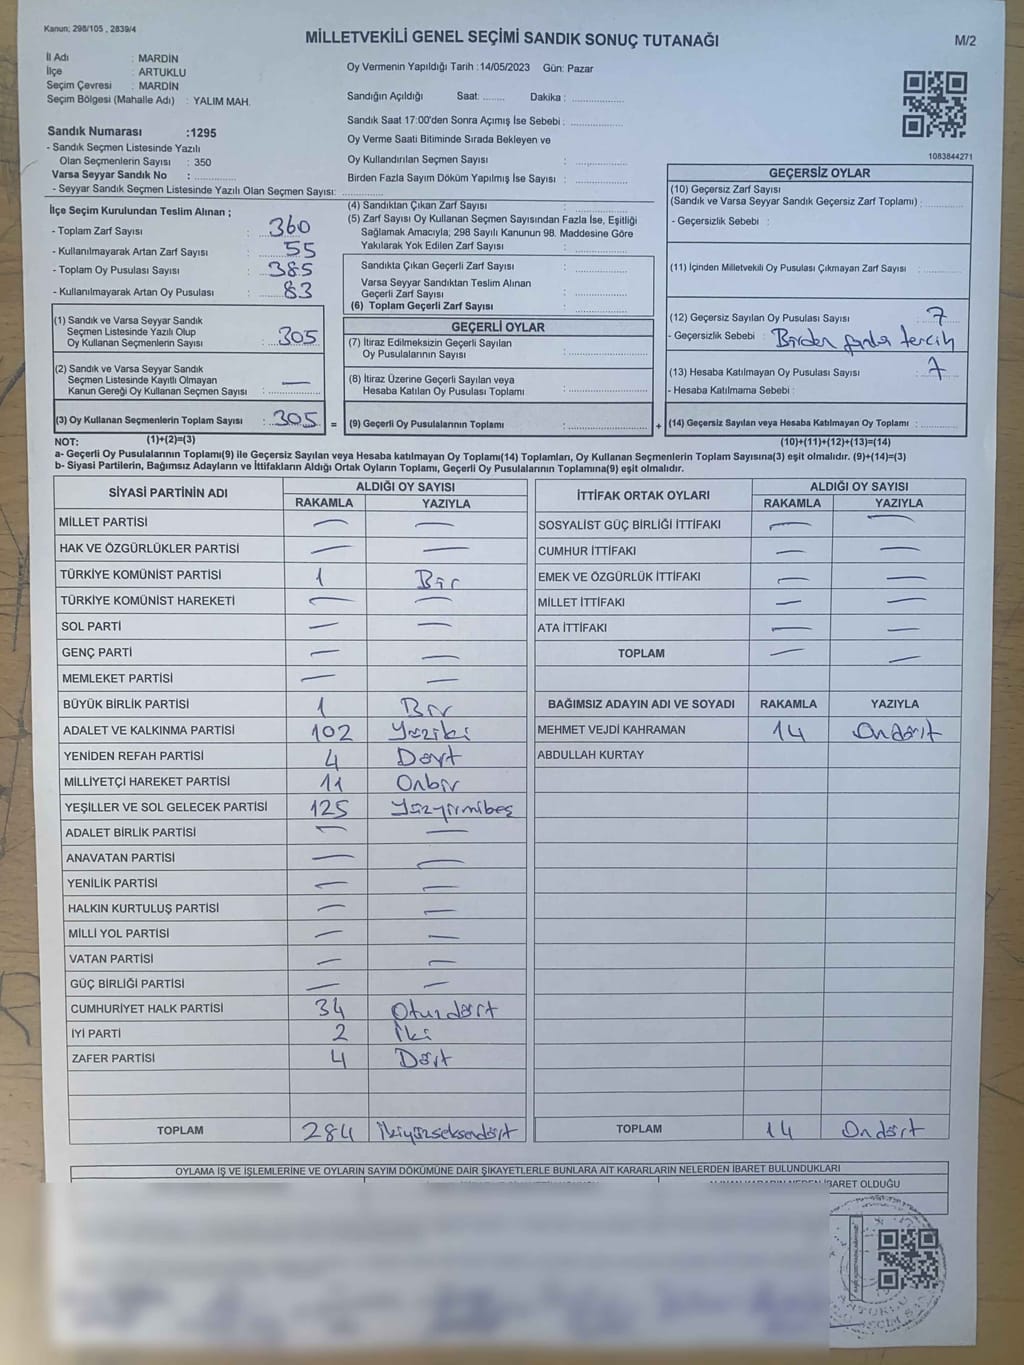 Kanun; 298/105 , 2839/4
MİLLETVEKİLİ GENEL SEÇİMİ SANDIK SONUÇ TUTANAĞI
M/2
İl Adı : MARDİN
İlçe : ARTUKLU
Seçim Çevresi : MARDİN
Seçim Bölgesi (Mahalle Adı) : YALIM MAH.
Oy Vermenin Yapıldığı Tarih :14/05/2023 Gün: Pazar
Sandığın Açıldığı Saat: ........ Dakika : ....................
Sandık Saat 17:00'den Sonra Açımış İse Sebebi : ....................
Oy Verme Saati Bitiminde Sırada Bekleyen ve
Oy Kullandırılan Seçmen Sayısı : ....................
Birden Fazla Sayım Döküm Yapılmış İse Sayısı : ....................
1083844271
Sandık Numarası :1295
- Sandık Seçmen Listesinde Yazılı
Olan Seçmenlerin Sayısı : 350
Varsa Seyyar Sandık No : ....................
- Seyyar Sandık Seçmen Listesinde Yazılı Olan Seçmen Sayısı: ....................
İlçe Seçim Kurulundan Teslim Alınan ;
- Toplam Zarf Sayısı : 360
- Kullanılmayarak Artan Zarf Sayısı : 55
- Toplam Oy Pusulası Sayısı : 385
- Kullanılmayarak Artan Oy Pusulası : 83
(1) Sandık ve Varsa Seyyar Sandık
Seçmen Listesinde Yazılı Olup
Oy Kullanan Seçmenlerin Sayısı : 305
(2) Sandık ve Varsa Seyyar Sandık
Seçmen Listesinde Kayıtlı Olmayan
Kanun Gereği Oy Kullanan Seçmen Sayısı : —
(3) Oy Kullanan Seçmenlerin Toplam Sayısı : 305 =
(1)+(2)=(3)
(4) Sandıktan Çıkan Zarf Sayısı : ....................
(5) Zarf Sayısı Oy Kullanan Seçmen Sayısından Fazla İse, Eşitliği
Sağlamak Amacıyla; 298 Sayılı Kanunun 98. Maddesine Göre
Yakılarak Yok Edilen Zarf Sayısı : ....................
Sandıkta Çıkan Geçerli Zarf Sayısı : ....................
Varsa Seyyar Sandıktan Teslim Alınan
Geçerli Zarf Sayısı : ....................
(6) Toplam Geçerli Zarf Sayısı : ....................
GEÇERLİ OYLAR
(7) İtiraz Edilmeksizin Geçerli Sayılan
Oy Pusulalarının Sayısı : ....................
(8) İtiraz Üzerine Geçerli Sayılan veya
Hesaba Katılan Oy Pusulası Toplamı : ....................
(9) Geçerli Oy Pusulalarının Toplamı : .................... +
GEÇERSİZ OYLAR
(10) Geçersiz Zarf Sayısı
(Sandık ve Varsa Seyyar Sandık Geçersiz Zarf Toplamı) : ..........
- Geçersizlik Sebebi :
(11) İçinden Milletvekili Oy Pusulası Çıkmayan Zarf Sayısı : ..........
(12) Geçersiz Sayılan Oy Pusulası Sayısı : 7
- Geçersizlik Sebebi : Birden fazla tercih
(13) Hesaba Katılmayan Oy Pusulası Sayısı : 7
- Hesaba Katılmama Sebebi :
(14) Geçersiz Sayılan veya Hesaba Katılmayan Oy Toplamı : ..........
(10)+(11)+(12)+(13)=(14)
NOT:
a- Geçerli Oy Pusulalarının Toplamı(9) ile Geçersiz Sayılan veya Hesaba katılmayan Oy Toplamı(14) Toplamları, Oy Kullanan Seçmenlerin Toplam Sayısına(3) eşit olmalıdır. (9)+(14)=(3)
b- Siyasi Partilerin, Bağımsız Adayların ve İttifakların Aldığı Ortak Oyların Toplamı, Geçerli Oy Pusulalarının Toplamına(9) eşit olmalıdır.
SİYASİ PARTİNİN ADI ALDIĞI OY SAYISI
RAKAMLA YAZIYLA
MİLLET PARTİSİ — —
HAK VE ÖZGÜRLÜKLER PARTİSİ — —
TÜRKİYE KOMÜNİST PARTİSİ 1 Bir
TÜRKİYE KOMÜNİST HAREKETİ — —
SOL PARTİ — —
GENÇ PARTİ — —
MEMLEKET PARTİSİ — —
BÜYÜK BİRLİK PARTİSİ 1 Bir
ADALET VE KALKINMA PARTİSİ 102 Yüziki
YENİDEN REFAH PARTİSİ 4 Dört
MİLLİYETÇİ HAREKET PARTİSİ 11 Onbir
YEŞİLLER VE SOL GELECEK PARTİSİ 125 Yüzyirmibeş
ADALET BİRLİK PARTİSİ — —
ANAVATAN PARTİSİ — —
YENİLİK PARTİSİ — —
HALKIN KURTULUŞ PARTİSİ — —
MİLLİ YOL PARTİSİ — —
VATAN PARTİSİ — —
GÜÇ BİRLİĞİ PARTİSİ — —
CUMHURİYET HALK PARTİSİ 34 Otuzdört
İYİ PARTİ 2 İki
ZAFER PARTİSİ 4 Dört
TOPLAM 284 İkiyüzseksendört
İTTİFAK ORTAK OYLARI ALDIĞI OY SAYISI
RAKAMLA YAZIYLA
SOSYALİST GÜÇ BİRLİĞİ İTTİFAKI — —
CUMHUR İTTİFAKI — —
EMEK VE ÖZGÜRLÜK İTTİFAKI — —
MİLLET İTTİFAKI — —
ATA İTTİFAKI — —
TOPLAM — —
BAĞIMSIZ ADAYIN ADI VE SOYADI RAKAMLA YAZIYLA
MEHMET VEJDİ KAHRAMAN 14 Ondört
ABDULLAH KURTAY
TOPLAM 14 Ondört
OYLAMA İŞ VE İŞLEMLERİNE VE OYLARIN SAYIM DÖKÜMÜNE DAİR ŞİKAYETLERLE BUNLARA AİT KARARLARIN NELERDEN İBARET BULUNDUKLARI
İBARET OLDUĞU